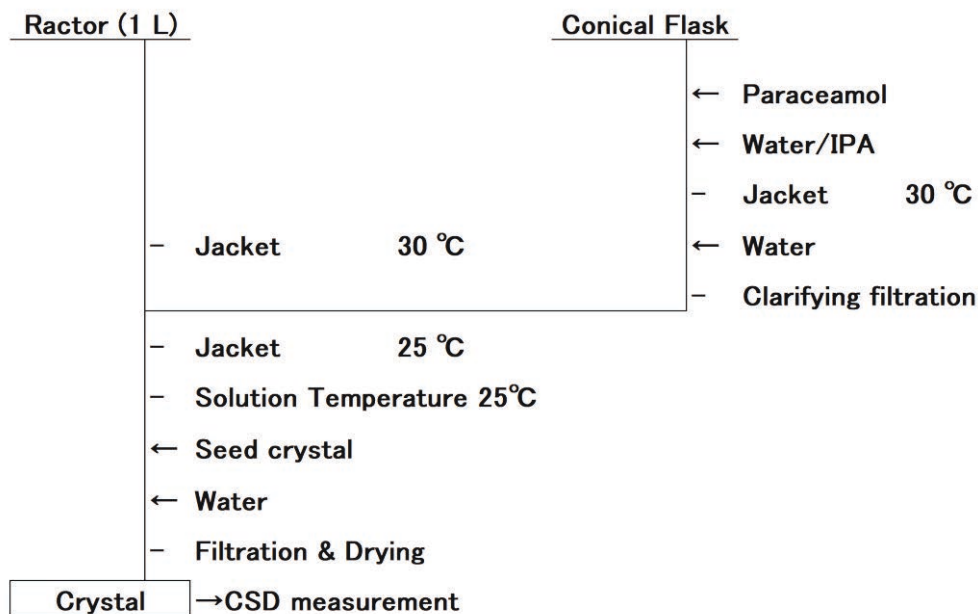 Ractor (1 L)
Conical Flask
← Paraceamol
← Water/IPA
– Jacket 30 ℃
– Jacket 30 ℃
← Water
– Clarifying filtration
– Jacket 25 ℃
– Solution Temperature 25℃
← Seed crystal
← Water
– Filtration & Drying
Crystal →CSD measurement